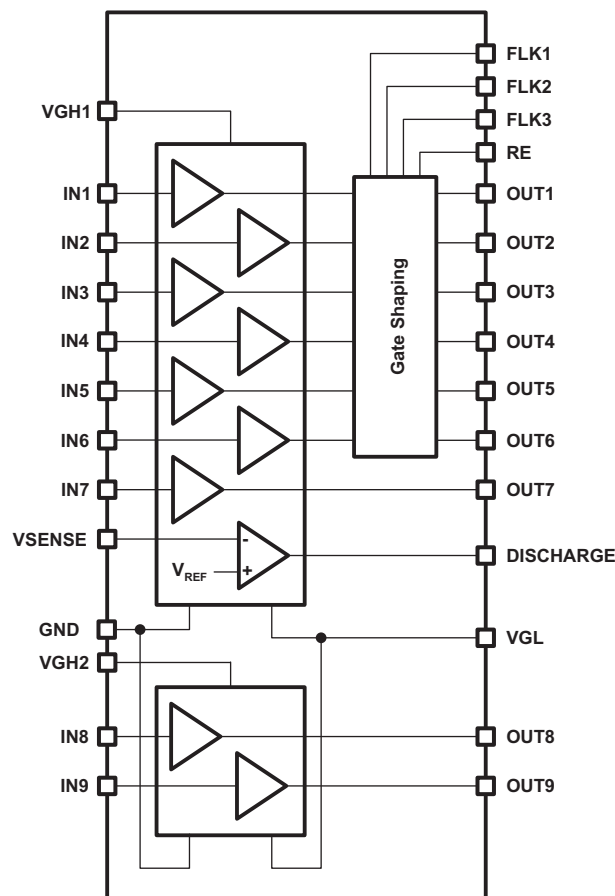 FLK1
FLK2
FLK3
VGH1
RE
IN1
OUT1
IN2
OUT2
IN3
OUT3
Gate Shaping
IN4
OUT4
IN5
OUT5
IN6
OUT6
IN7
OUT7
VSENSE
-
DISCHARGE
VREF
+
GND
VGL
VGH2
IN8
OUT8
IN9
OUT9